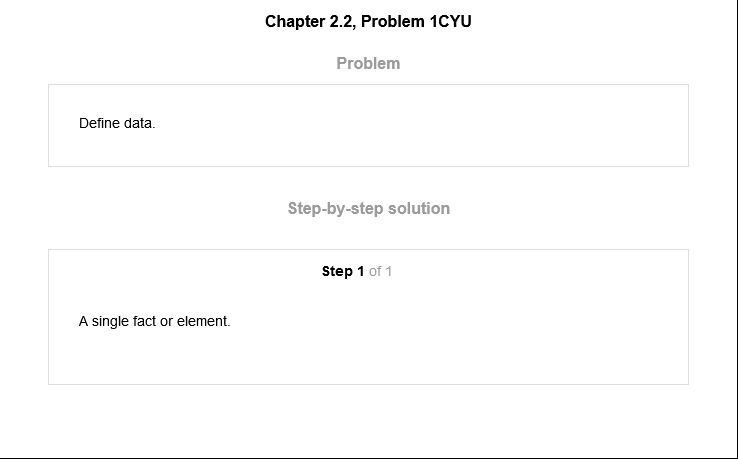 Chapter 2.2, Problem 1CYU
Problem
Define data.
Step-by-step solution
Step 1 of 1
A single fact or element.